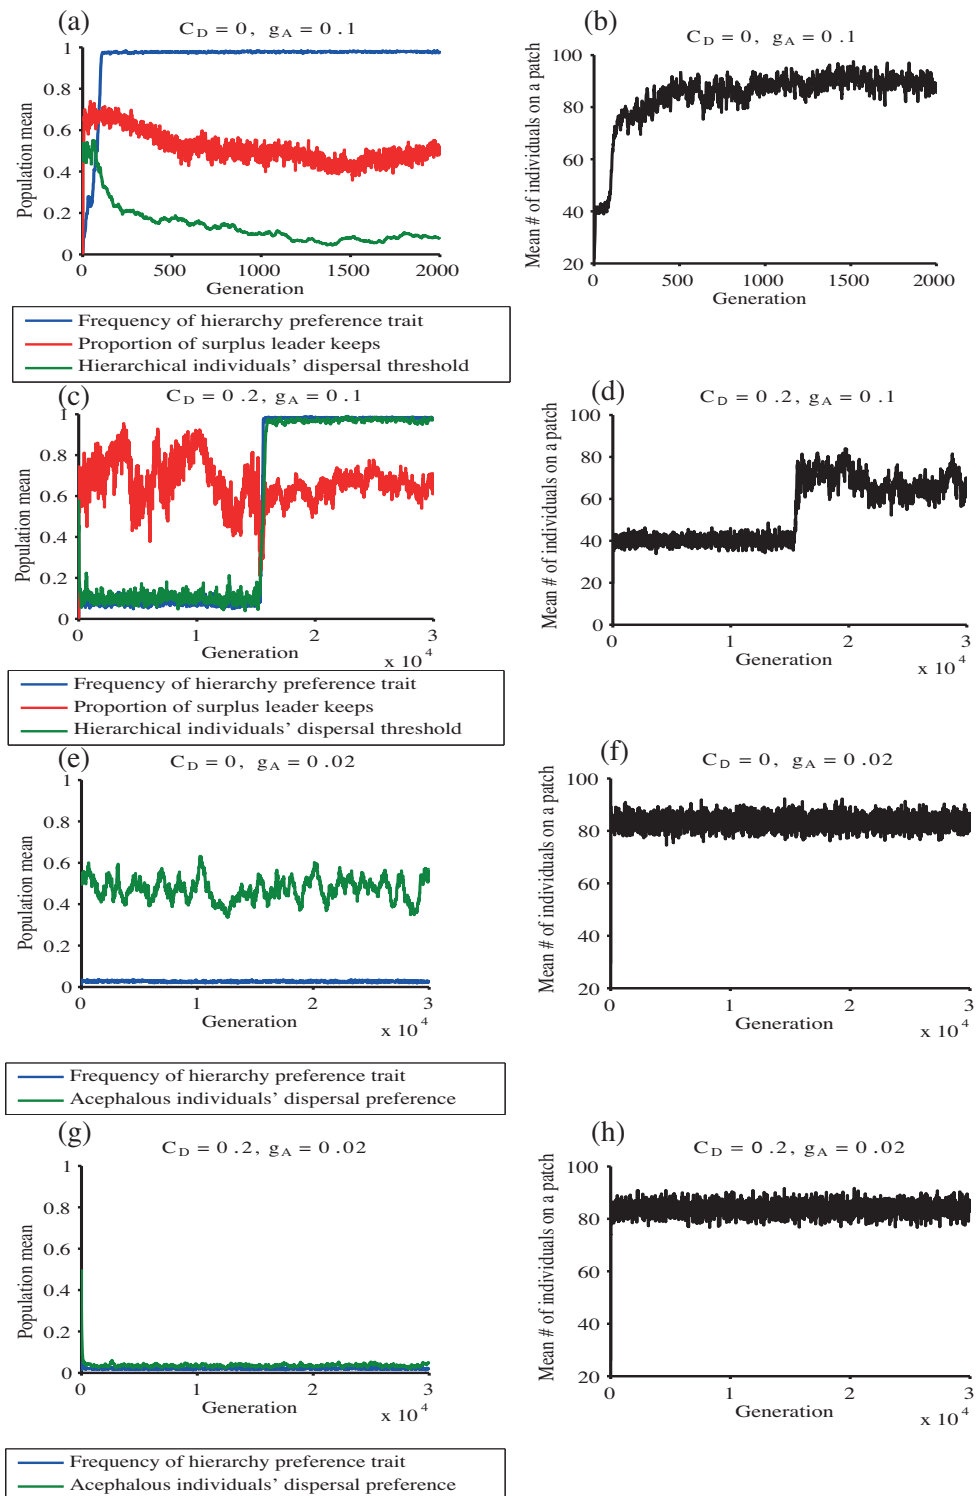 (a)
C_D = 0, g_A = 0.1
Population mean
1
0.8
0.6
0.4
0.2
0
0 500 1000 1500 2000
Generation
(b)
C_D = 0, g_A = 0.1
Mean # of individuals on a patch
100
80
60
40
20
0 500 1000 1500 2000
Generation
Frequency of hierarchy preference trait
Proportion of surplus leader keeps
Hierarchical individuals' dispersal threshold
(c)
C_D = 0.2, g_A = 0.1
Population mean
1
0.8
0.6
0.4
0.2
0
0 1 2 3
Generation
x 10^4
(d)
C_D = 0.2, g_A = 0.1
Mean # of individuals on a patch
100
80
60
40
20
0
0 1 2 3
Generation
x 10^4
Frequency of hierarchy preference trait
Proportion of surplus leader keeps
Hierarchical individuals' dispersal threshold
(e)
C_D = 0, g_A = 0.02
Population mean
1
0.8
0.6
0.4
0.2
0
0 1 2 3
Generation
x 10^4
(f)
C_D = 0, g_A = 0.02
Mean # of individuals on a patch
100
80
60
40
20
0 1 2 3
Generation
x 10^4
Frequency of hierarchy preference trait
Acephalous individuals' dispersal preference
(g)
C_D = 0.2, g_A = 0.02
Population mean
1
0.8
0.6
0.4
0.2
0
0 1 2 3
Generation
x 10^4
(h)
C_D = 0.2, g_A = 0.02
Mean # of individuals on a patch
100
80
60
40
20
0 1 2 3
Generation
x 10^4
Frequency of hierarchy preference trait
Acephalous individuals' dispersal preference